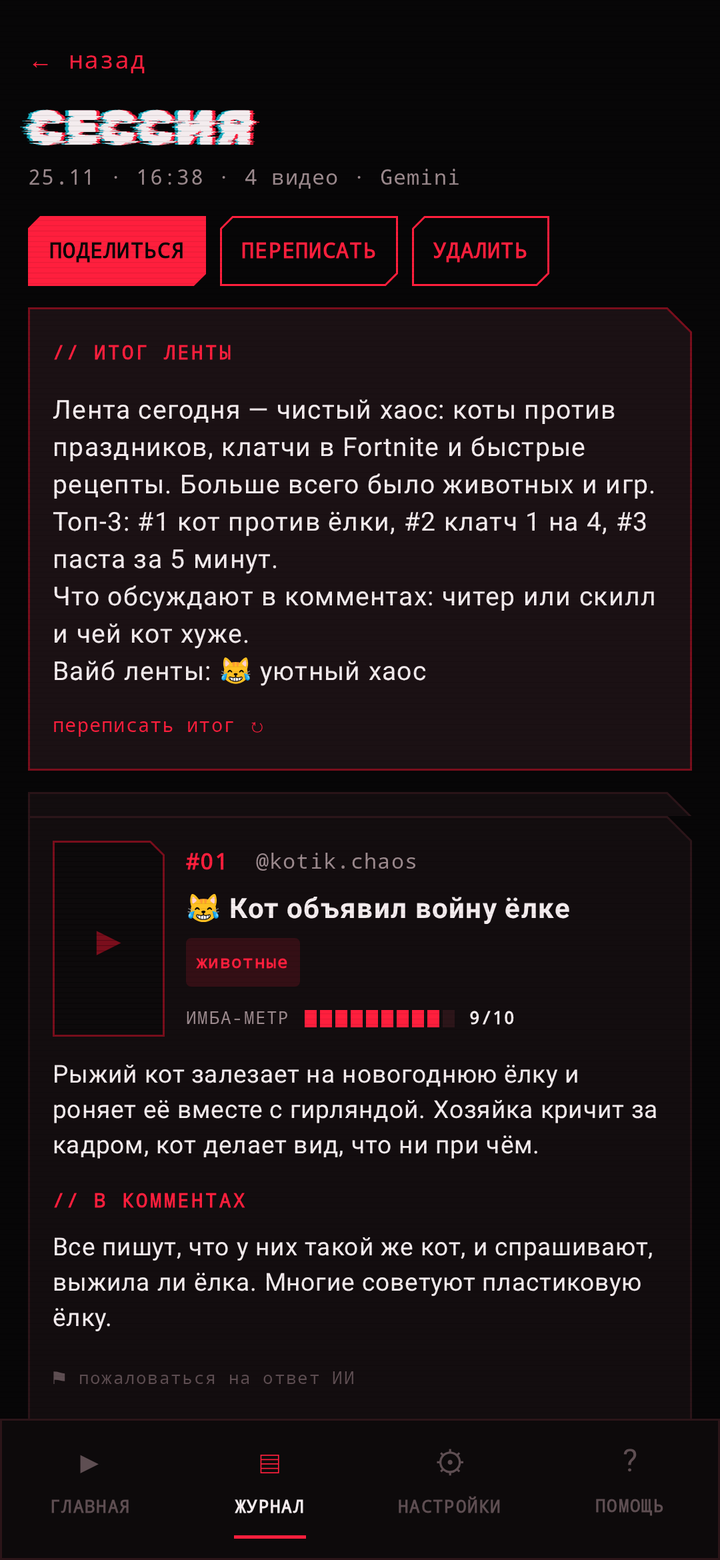 ← назад
СЕССИЯ
25.11 · 16:38 · 4 видео · Gemini
ПОДЕЛИТЬСЯ ПЕРЕПИСАТЬ УДАЛИТЬ
// ИТОГ ЛЕНТЫ
Лента сегодня — чистый хаос: коты против
праздников, клатчи в Fortnite и быстрые
рецепты. Больше всего было животных и игр.
Топ-3: #1 кот против ёлки, #2 клатч 1 на 4, #3
паста за 5 минут.
Что обсуждают в комментах: читер или скилл
и чей кот хуже.
Вайб ленты: 😹 уютный хаос
переписать итог ↻
#01 @kotik.chaos
😹 Кот объявил войну ёлке
животные
ИМБА-МЕТР 9/10
Рыжий кот залезает на новогоднюю ёлку и
роняет её вместе с гирляндой. Хозяйка кричит за
кадром, кот делает вид, что ни при чём.
// В КОММЕНТАХ
Все пишут, что у них такой же кот, и спрашивают,
выжила ли ёлка. Многие советуют пластиковую
ёлку.
⚑ пожаловаться на ответ ИИ
ГЛАВНАЯ ЖУРНАЛ НАСТРОЙКИ ПОМОЩЬ